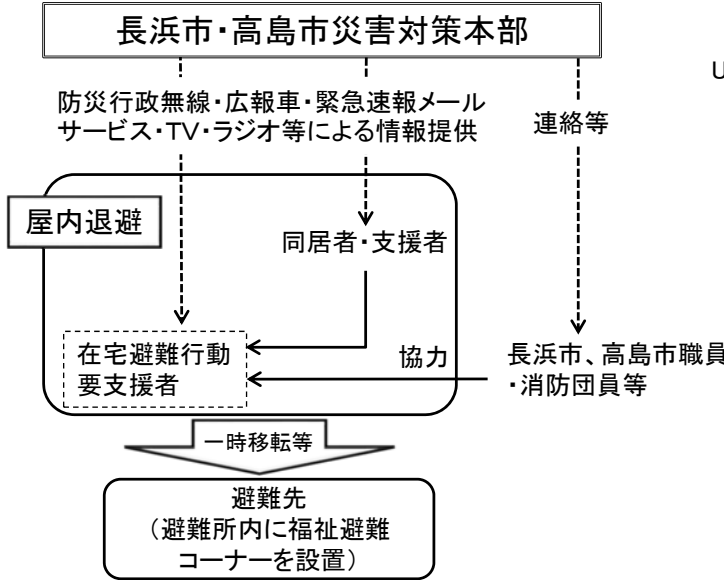 長浜市・高島市災害対策本部
U
防災行政無線・広報車・緊急速報メール
サービス・TV・ラジオ等による情報提供
連絡等
屋内退避
同居者・支援者
在宅避難行動
要支援者
協力
長浜市、高島市職員
・消防団員等
一時移転等
避難先
（避難所内に福祉避難
コーナーを設置）